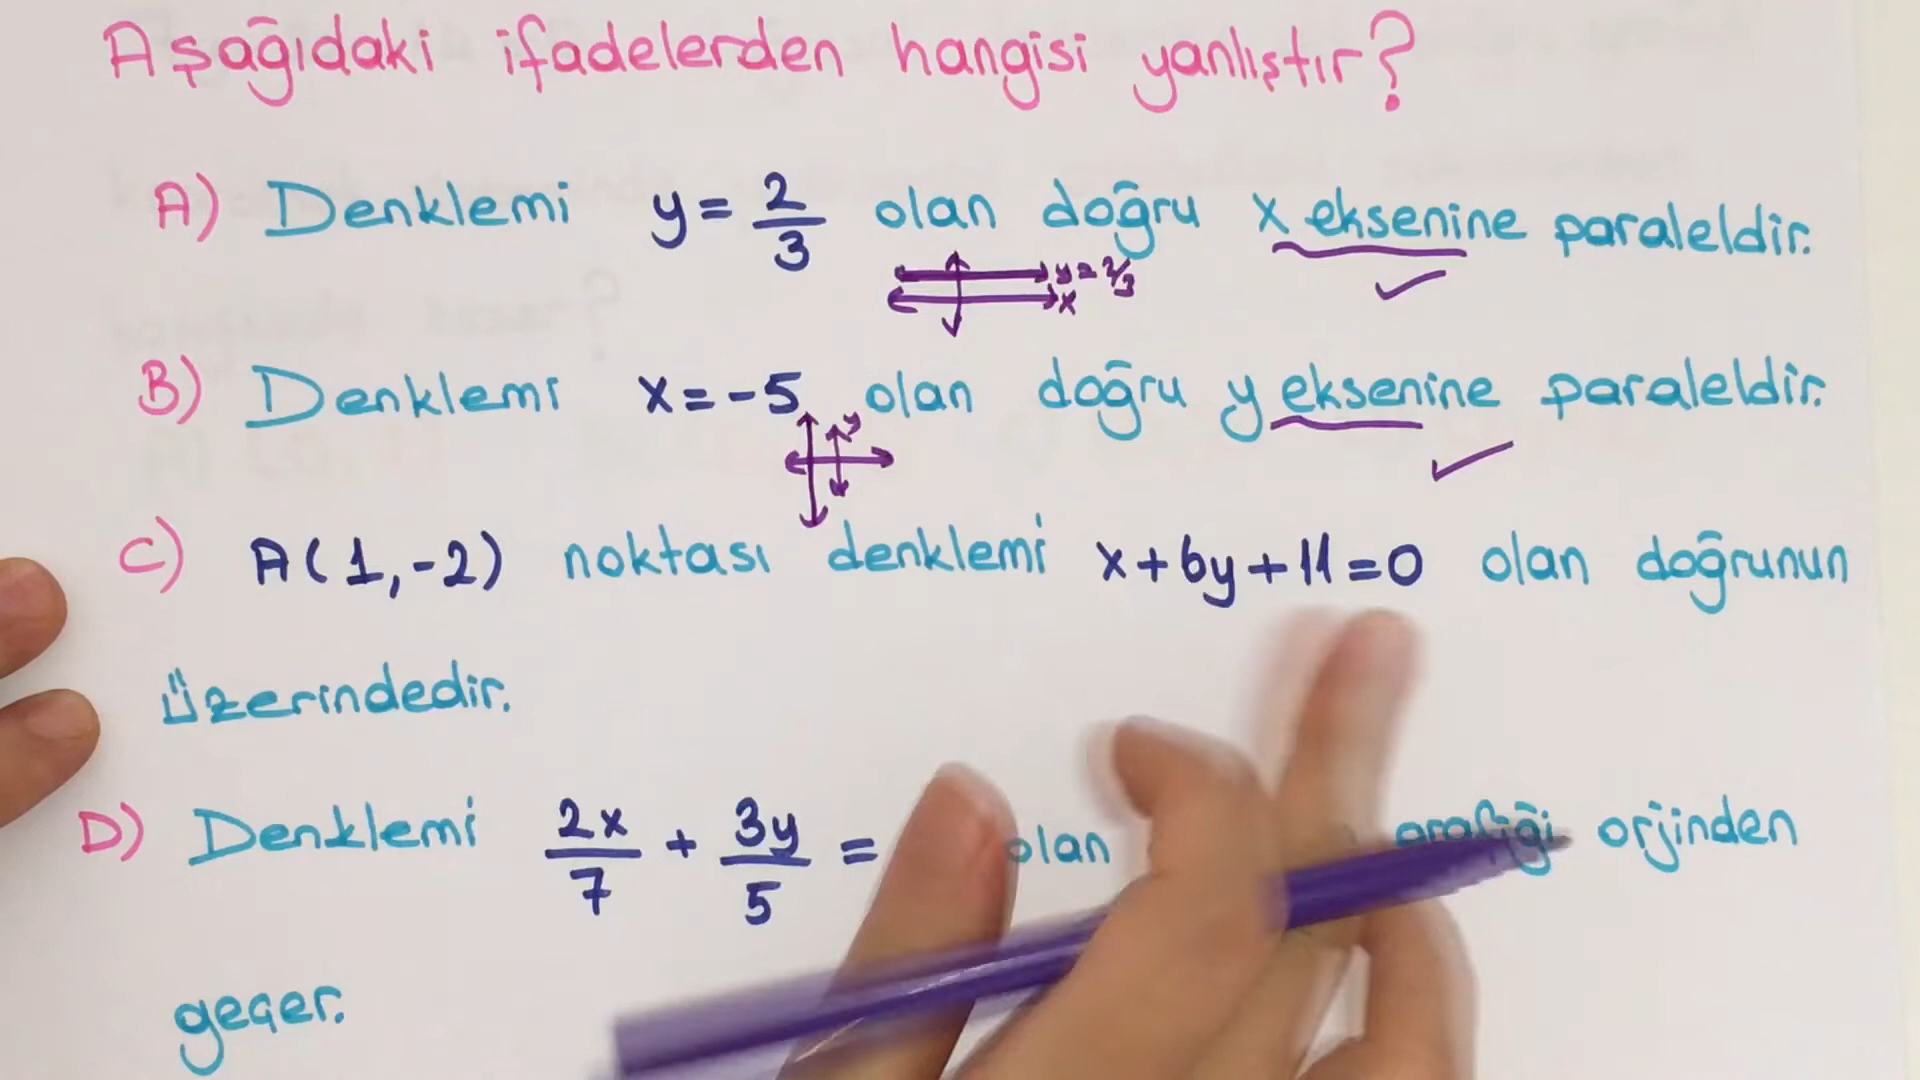 Aşağıdaki ifadelerden hangisi yanlıştır?
A) Denklemi y = 2/3 olan doğru x eksenine paraleldir.
y = 2/3
x
B) Denklemi x = -5 olan doğru y eksenine paraleldir.
y
C) A(1,-2) noktası denklemi x + 6y + 11 = 0 olan doğrunun
üzerindedir.
D) Denklemi 2x/7 + 3y/5 = olan grafiği orjinden
geçer.